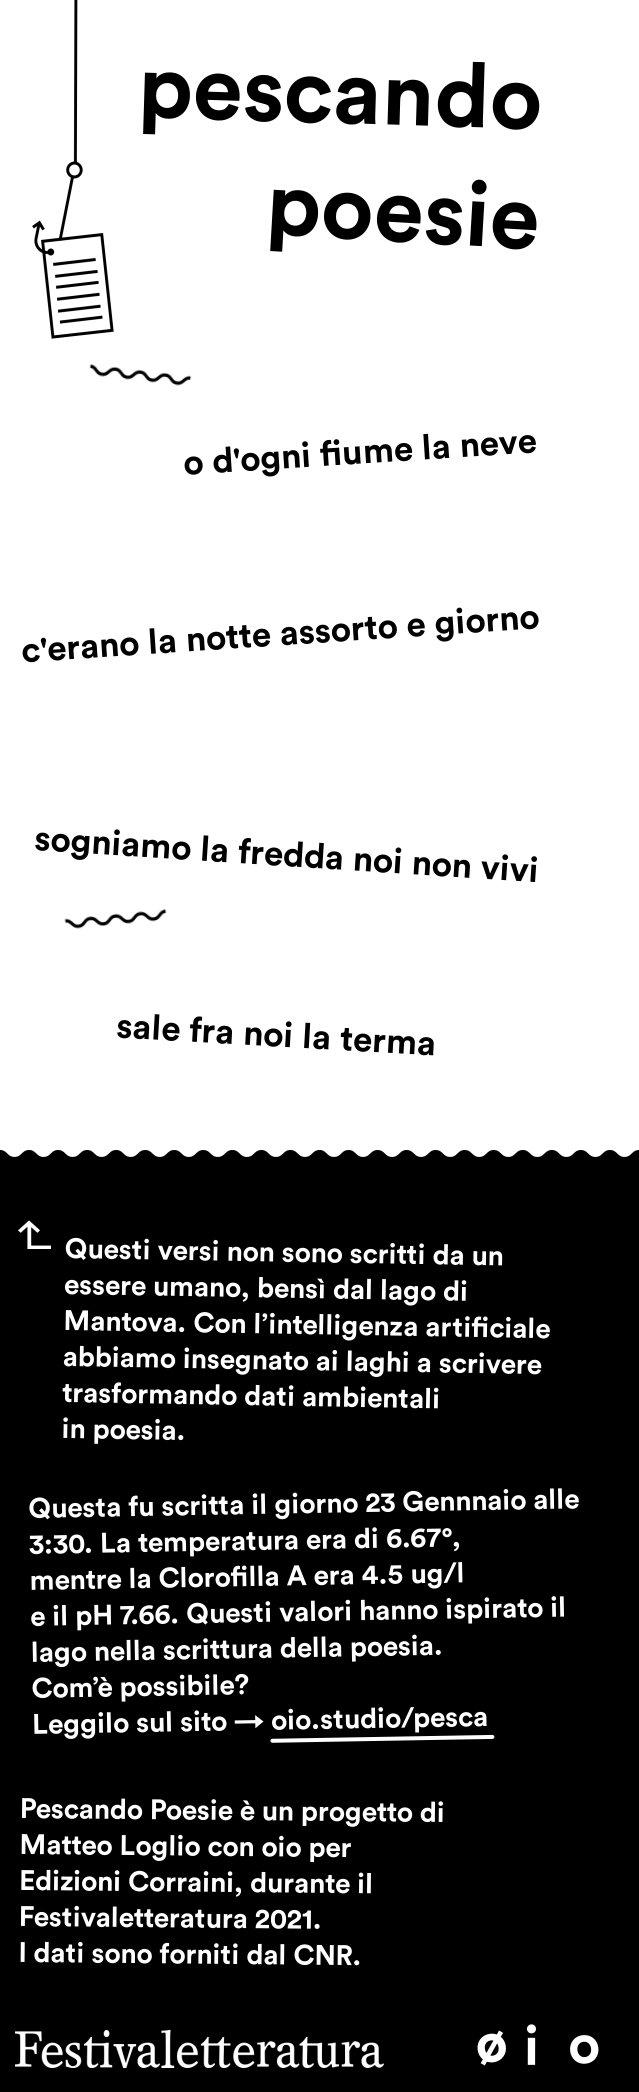 pescando
poesie
o d'ogni fiume la neve
c'erano la notte assorto e giorno
sogniamo la fredda noi non vivi
sale fra noi la terma
Questi versi non sono scritti da un
essere umano, bensì dal lago di
Mantova. Con l’intelligenza artificiale
abbiamo insegnato ai laghi a scrivere
trasformando dati ambientali
in poesia.
Questa fu scritta il giorno 23 Gennnaio alle
3:30. La temperatura era di 6.67°,
mentre la Clorofilla A era 4.5 ug/l
e il pH 7.66. Questi valori hanno ispirato il
lago nella scrittura della poesia.
Com’è possibile?
Leggilo sul sito → oio.studio/pesca
Pescando Poesie è un progetto di
Matteo Loglio con oio per
Edizioni Corraini, durante il
Festivaletteratura 2021.
I dati sono forniti dal CNR.
Festivaletteratura øio